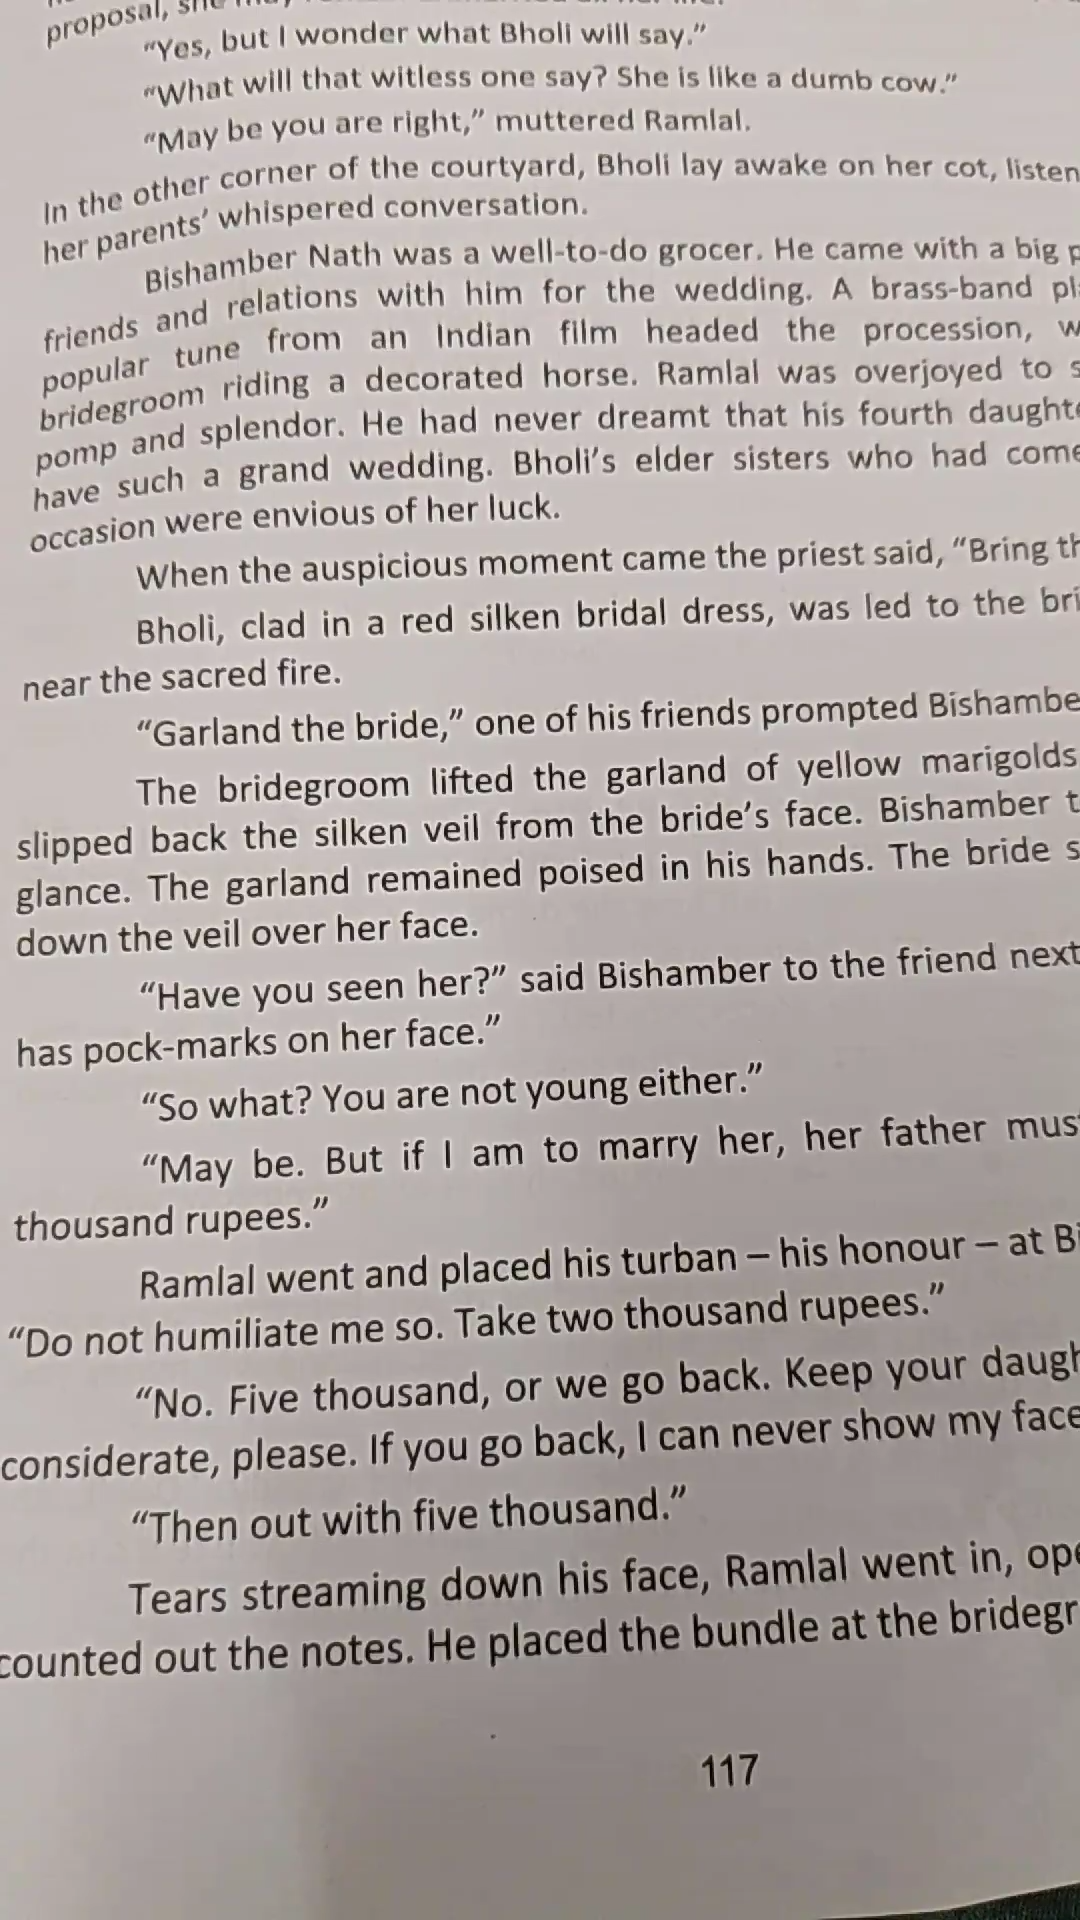 proposal,
“Yes, but I wonder what Bholi will say.”
“What will that witless one say? She is like a dumb cow.”
“May be you are right,” muttered Ramlal.
In the other corner of the courtyard, Bholi lay awake on her cot, listen
her parents’ whispered conversation.
Bishamber Nath was a well-to-do grocer. He came with a big p
friends and relations with him for the wedding. A brass-band pl
popular tune from an Indian film headed the procession, w
bridegroom riding a decorated horse. Ramlal was overjoyed to s
pomp and splendor. He had never dreamt that his fourth daught
have such a grand wedding. Bholi’s elder sisters who had come
occasion were envious of her luck.
When the auspicious moment came the priest said, “Bring th
Bholi, clad in a red silken bridal dress, was led to the bri
near the sacred fire.
“Garland the bride,” one of his friends prompted Bishambe
The bridegroom lifted the garland of yellow marigolds
slipped back the silken veil from the bride’s face. Bishamber t
glance. The garland remained poised in his hands. The bride s
down the veil over her face.
“Have you seen her?” said Bishamber to the friend next
has pock-marks on her face.”
“So what? You are not young either.”
“May be. But if I am to marry her, her father mus
thousand rupees.”
Ramlal went and placed his turban – his honour – at Bi
“Do not humiliate me so. Take two thousand rupees.”
“No. Five thousand, or we go back. Keep your daugh
considerate, please. If you go back, I can never show my face
“Then out with five thousand.”
Tears streaming down his face, Ramlal went in, ope
counted out the notes. He placed the bundle at the bridegr
117